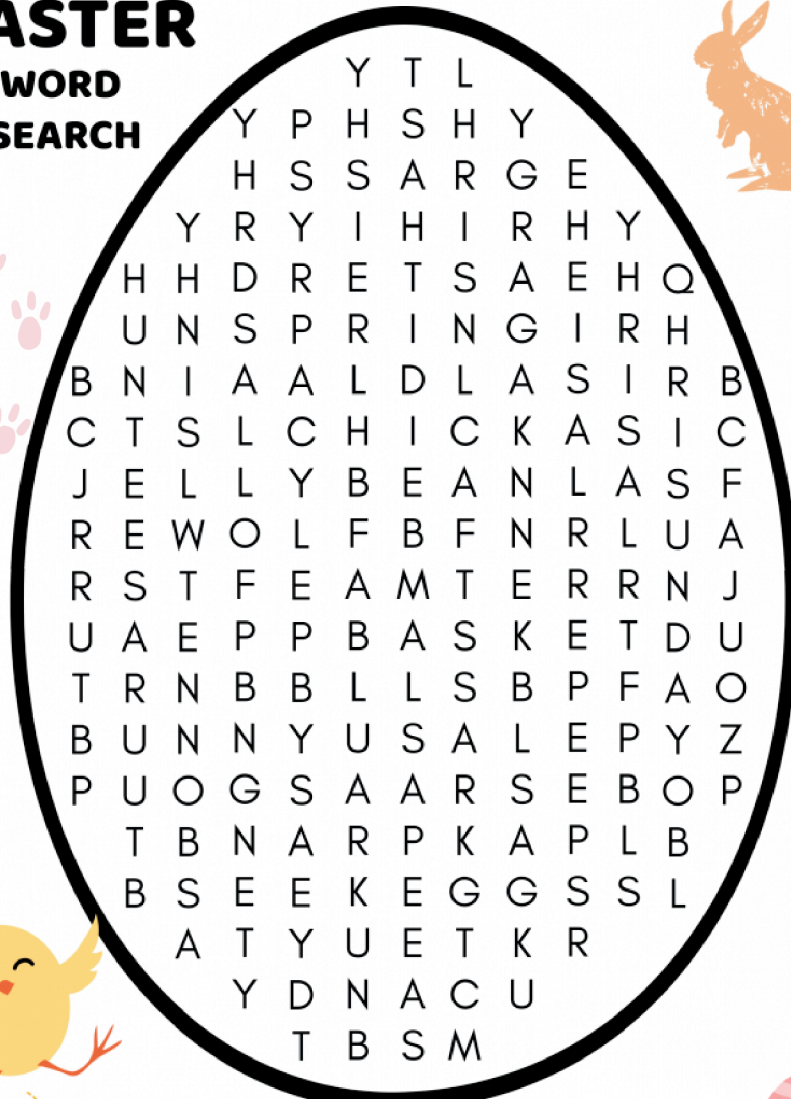 ASTER
WORD
SEARCH
Y T L
Y P H S H Y
H S S A R G E
Y R Y I H I R H Y
H H D R E T S A E H Q
U N S P R I N G I R H
B N I A A L D L A S I R B
C T S L C H I C K A S I C
J E L L Y B E A N L A S F
R E W O L F B F N R L U A
R S T F E A M T E R R N J
U A E P P B A S K E T D U
T R N B B L L S B P F A O
B U N N Y U S A L E P Y Z
P U O G S A A R S E B O P
T B N A R P K A P L B
B S E E K E G G S S L
A T Y U E T K R
Y D N A C U
T B S M